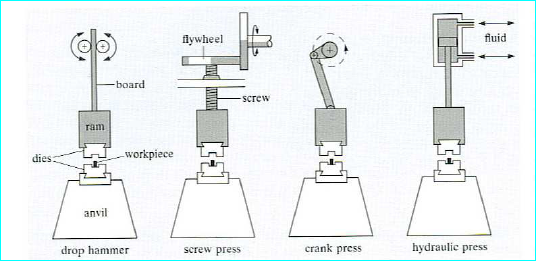 flywheel
fluid
board
screw
ram
dies
workpiece
anvil
drop hammer
screw press
crank press
hydraulic press